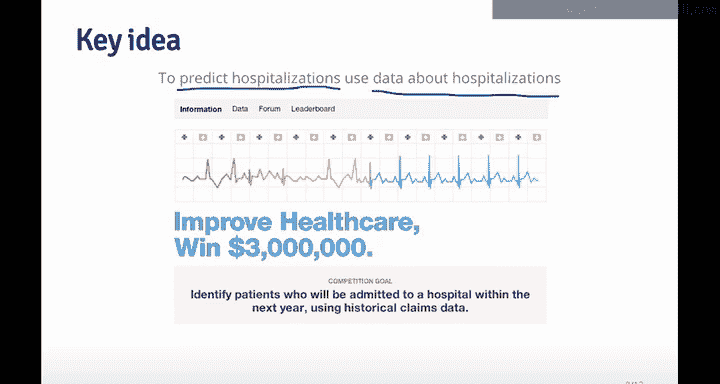 Key idea
To predict hospitalizations use data about hospitalizations
Information Data Forum Leaderboard
Improve Healthcare,
Win $3,000,000.
COMPETITION GOAL
Identify patients who will be admitted to a hospital within the
next year, using historical claims data.